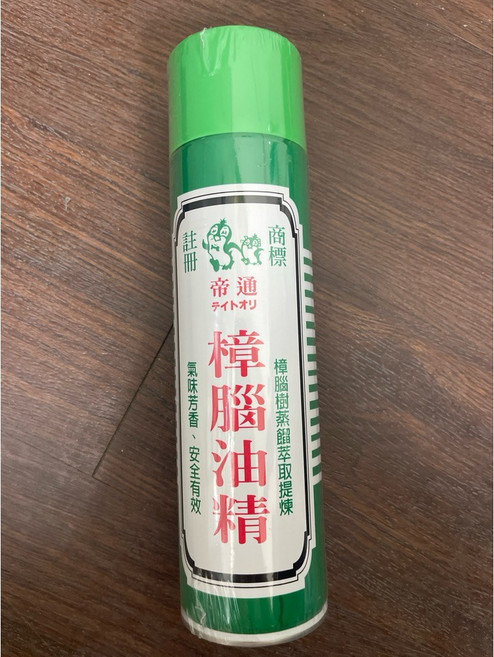 註冊
商標
帝通
テイトオリ
樟腦油精
樟腦樹蒸餾萃取提煉
氣味芳香、安全有效